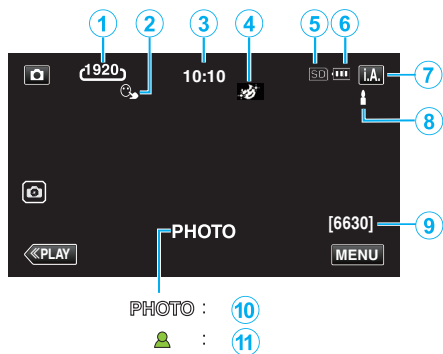 1 2 3 4 5 6
1920 10:10 SD i.A. 7
8
[6630] 9
PHOTO
≪PLAY MENU
PHOTO : 10
: 11